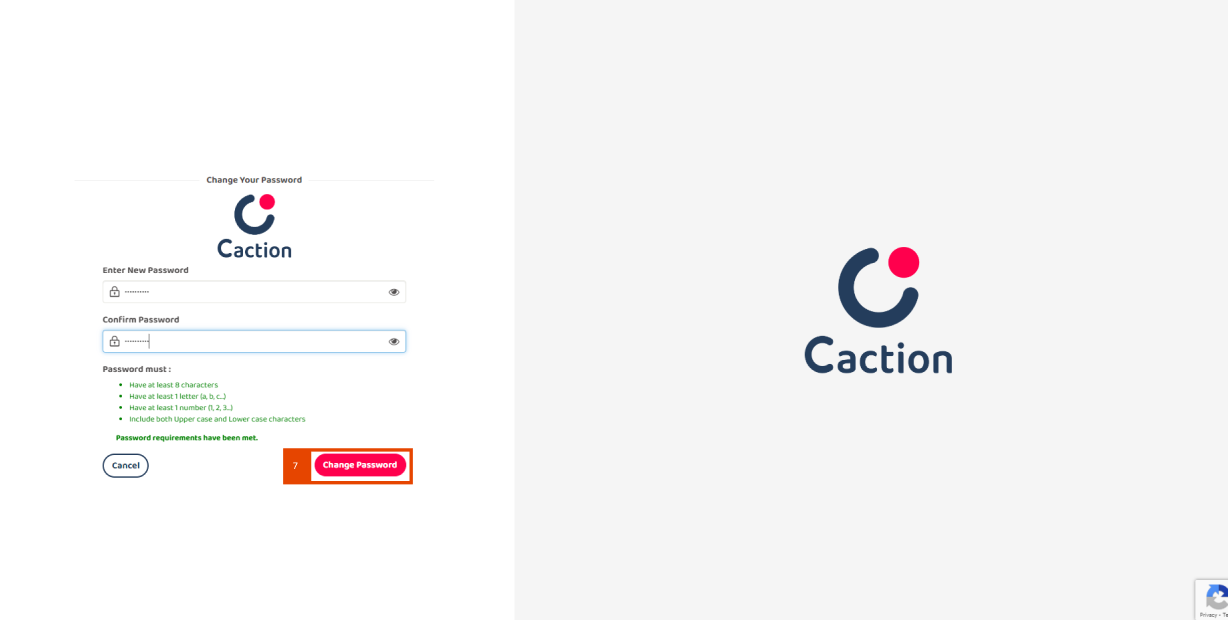 Change Your Password
Caction
Enter New Password
Confirm Password
Password must :
Have at least 8 characters
Have at least 1 letter (a, b, c...)
Have at least 1 number (1, 2, 3...)
Include both Upper case and Lower case characters
Password requirements have been met.
Cancel
7
Change Password
Caction
Privacy -